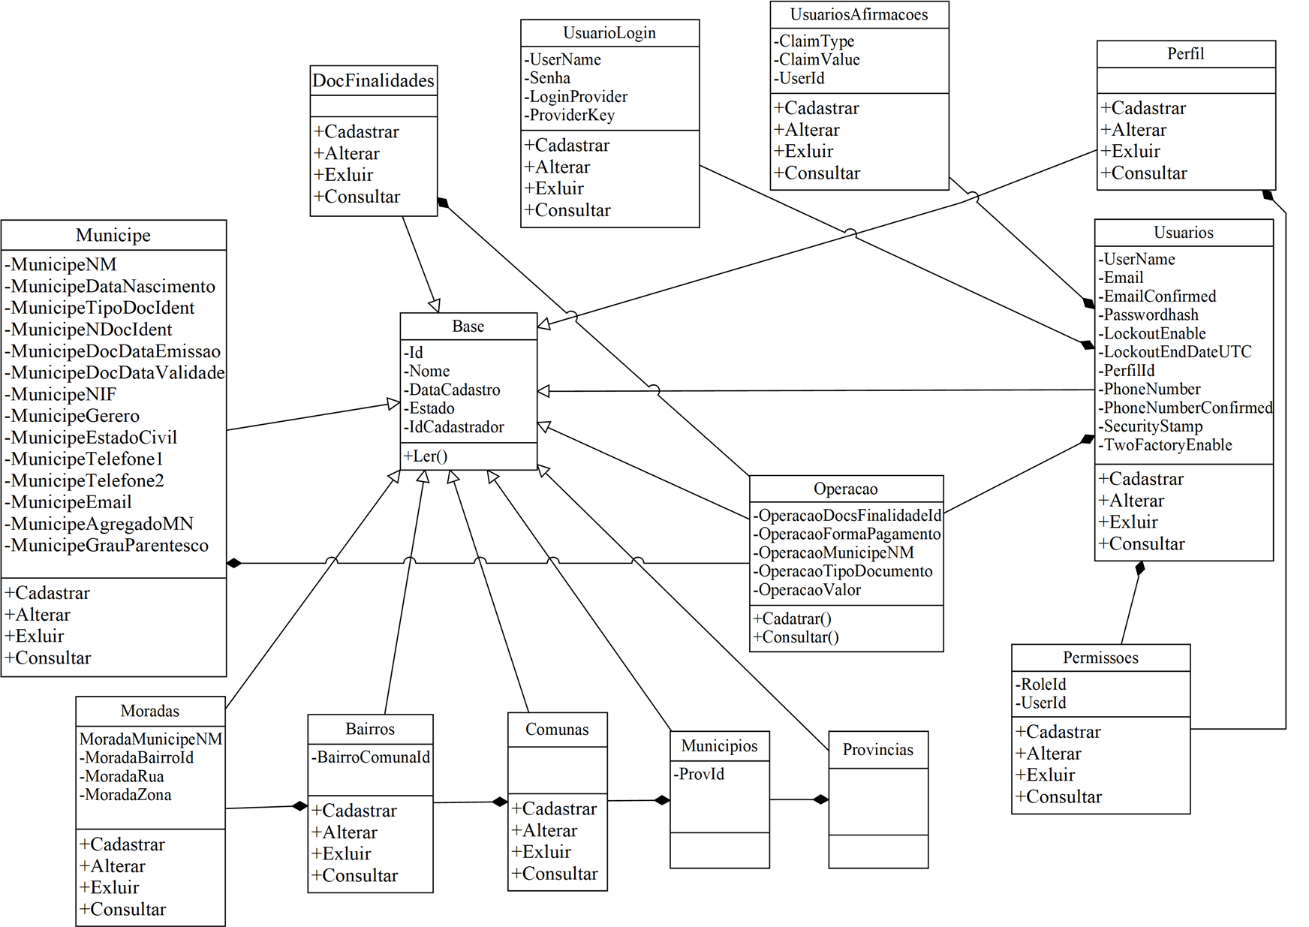 UsuariosAfirmacoes
-ClaimType
-ClaimValue
-UserId
+Cadastrar
+Alterar
+Exluir
+Consultar
UsuarioLogin
-UserName
-Senha
-LoginProvider
-ProviderKey
+Cadastrar
+Alterar
+Exluir
+Consultar
Perfil
+Cadastrar
+Alterar
+Exluir
+Consultar
DocFinalidades
+Cadastrar
+Alterar
+Exluir
+Consultar
Municipe
-MunicipeNM
-MunicipeDataNascimento
-MunicipeTipoDocIdent
-MunicipeNDocIdent
-MunicipeDocDataEmissao
-MunicipeDocDataValidade
-MunicipeNIF
-MunicipeGerero
-MunicipeEstadoCivil
-MunicipeTelefone1
-MunicipeTelefone2
-MunicipeEmail
-MunicipeAgregadoMN
-MunicipeGrauParentesco
+Cadastrar
+Alterar
+Exluir
+Consultar
Usuarios
-UserName
-Email
-EmailConfirmed
-Passwordhash
-LockoutEnable
-LockoutEndDateUTC
-PerfilId
-PhoneNumber
-PhoneNumberConfirmed
-SecurityStamp
-TwoFactoryEnable
+Cadastrar
+Alterar
+Exluir
+Consultar
Base
-Id
-Nome
-DataCadastro
-Estado
-IdCadastrador
+Ler()
Operacao
-OperacaoDocsFinalidadeId
-OperacaoFormaPagamento
-OperacaoMunicipeNM
-OperacaoTipoDocumento
-OperacaoValor
+Cadatrar()
+Consultar()
Permissoes
-RoleId
-UserId
+Cadastrar
+Alterar
+Exluir
+Consultar
Moradas
MoradaMunicipeNM
-MoradaBairroId
-MoradaRua
-MoradaZona
+Cadastrar
+Alterar
+Exluir
+Consultar
Bairros
-BairroComunaId
+Cadastrar
+Alterar
+Exluir
+Consultar
Comunas
+Cadastrar
+Alterar
+Exluir
+Consultar
Municipios
-ProvId
Provincias